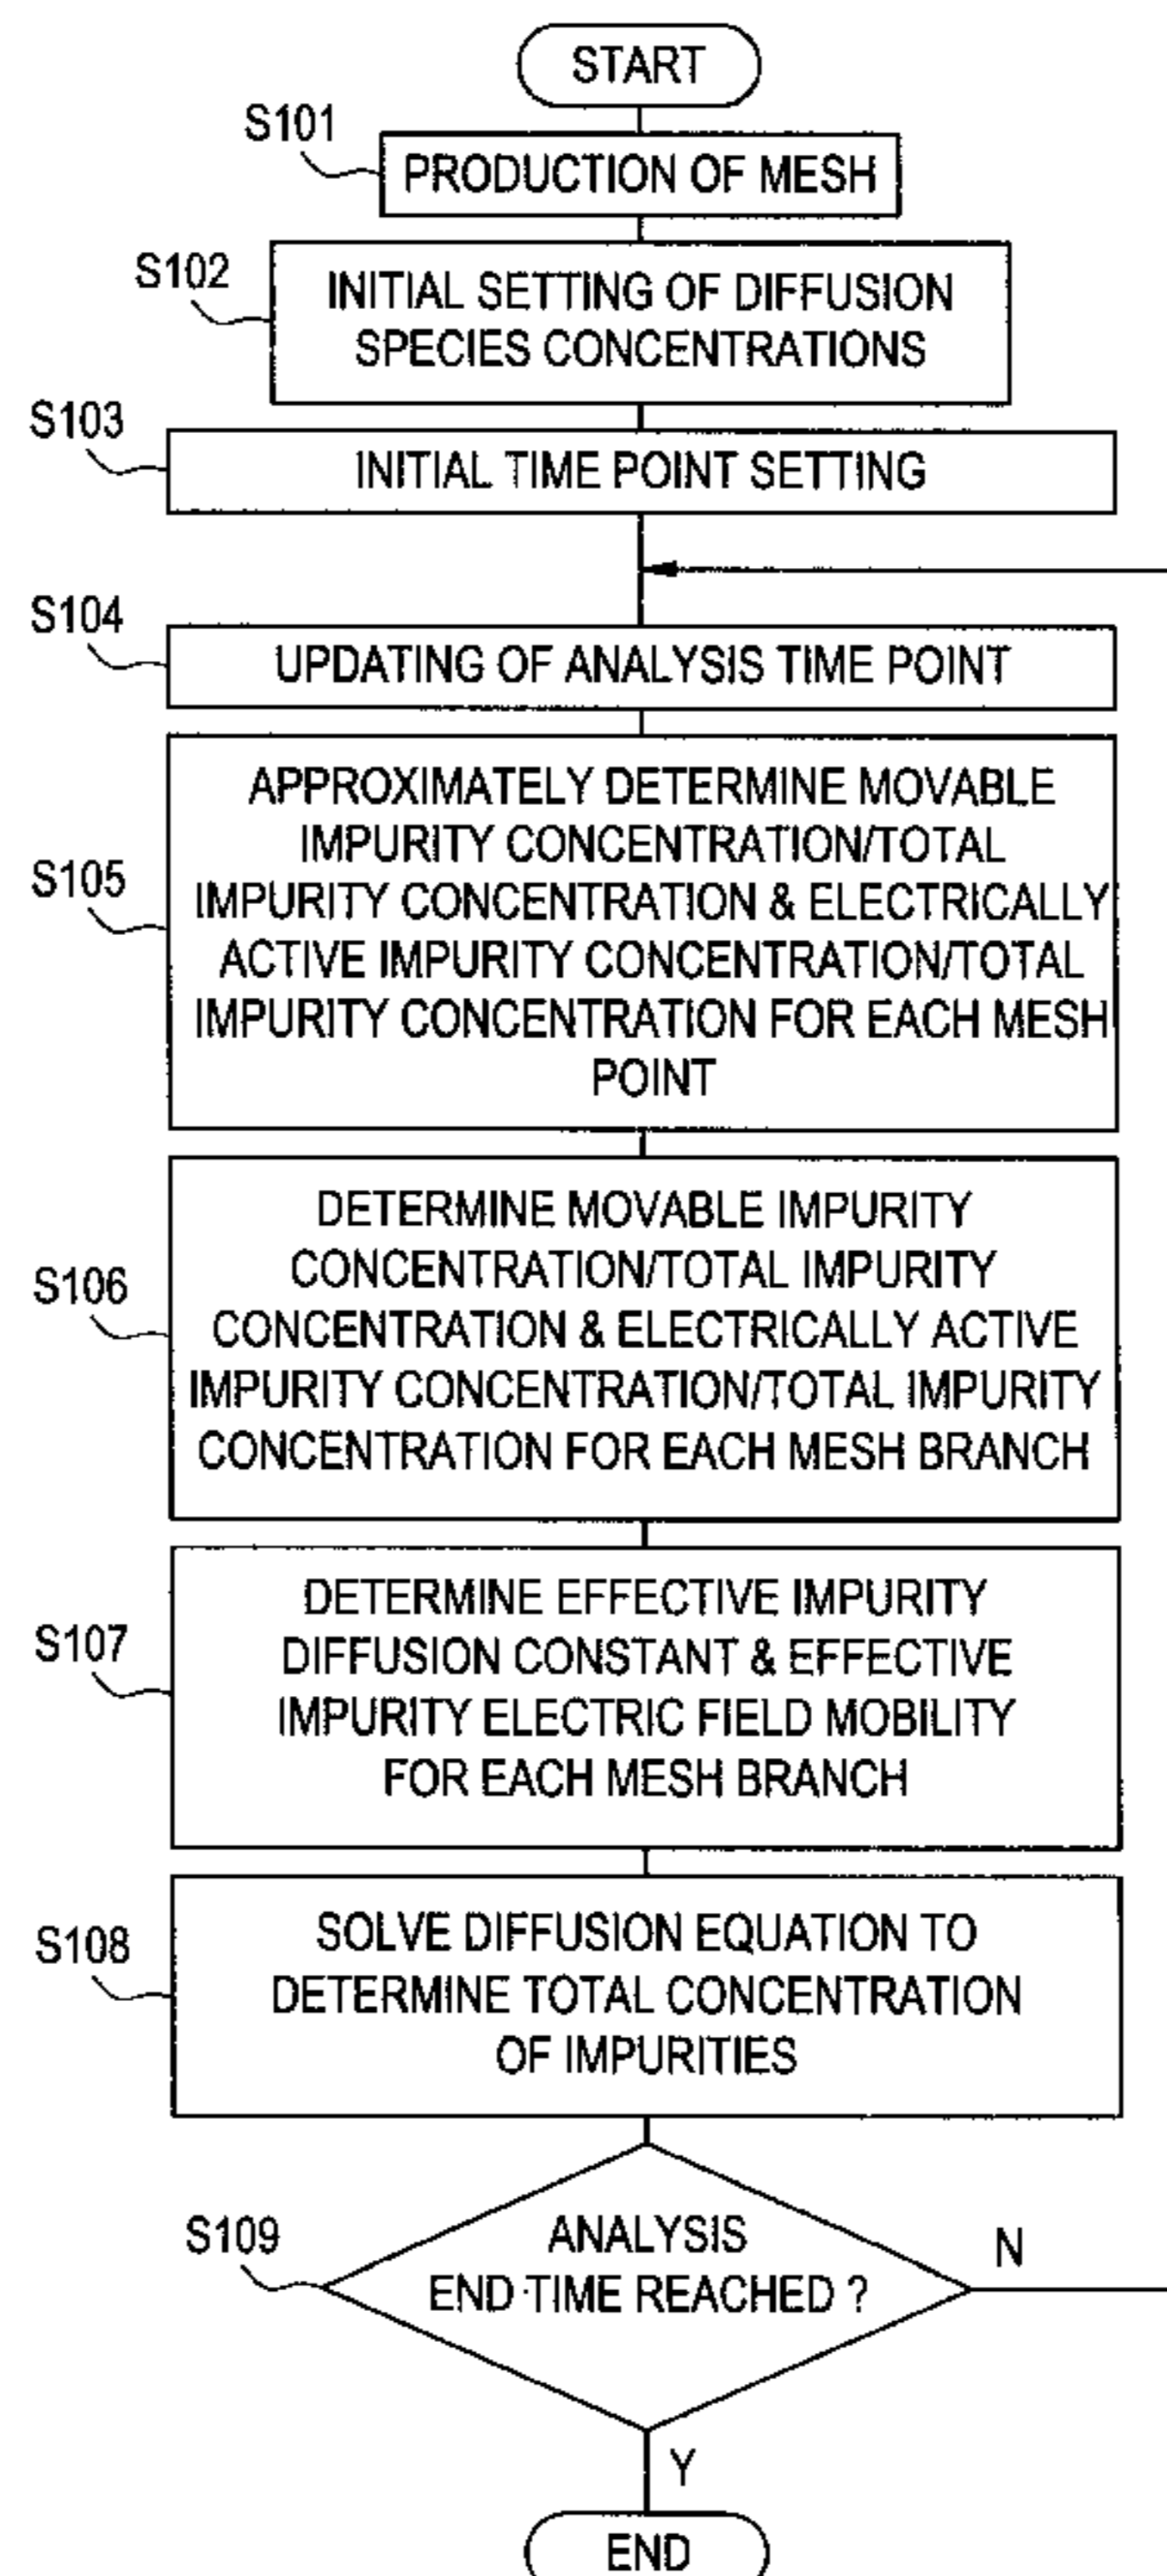 START
S101
PRODUCTION OF MESH
S102
INITIAL SETTING OF DIFFUSION
SPECIES CONCENTRATIONS
S103
INITIAL TIME POINT SETTING
S104
UPDATING OF ANALYSIS TIME POINT
S105
APPROXIMATELY DETERMINE MOVABLE
IMPURITY CONCENTRATION/TOTAL
IMPURITY CONCENTRATION & ELECTRICALLY
ACTIVE IMPURITY CONCENTRATION/TOTAL
IMPURITY CONCENTRATION FOR EACH MESH
POINT
S106
DETERMINE MOVABLE IMPURITY
CONCENTRATION/TOTAL IMPURITY
CONCENTRATION & ELECTRICALLY ACTIVE
IMPURITY CONCENTRATION/TOTAL IMPURITY
CONCENTRATION FOR EACH MESH BRANCH
S107
DETERMINE EFFECTIVE IMPURITY
DIFFUSION CONSTANT & EFFECTIVE
IMPURITY ELECTRIC FIELD MOBILITY
FOR EACH MESH BRANCH
S108
SOLVE DIFFUSION EQUATION TO
DETERMINE TOTAL CONCENTRATION
OF IMPURITIES
S109
ANALYSIS
END TIME REACHED ?
N
Y
END